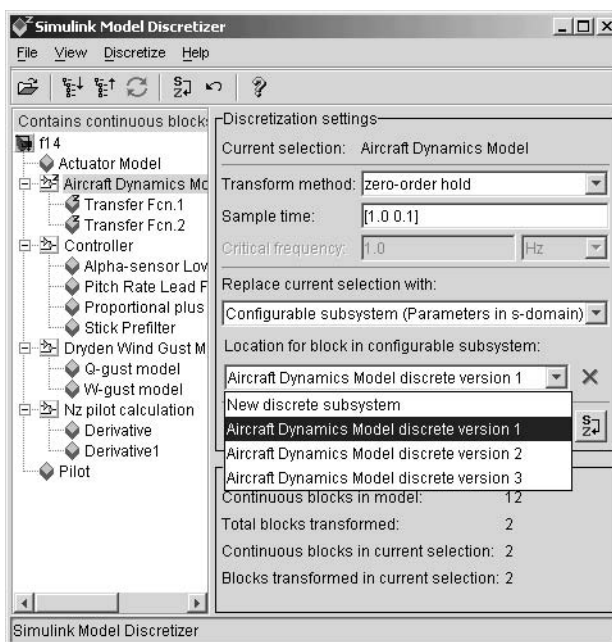 Simulink Model Discretizer
File View Discretize Help
Contains continuous block:
f14
Actuator Model
Aircraft Dynamics Mo
Transfer Fcn.1
Transfer Fcn.2
Controller
Alpha-sensor Low
Pitch Rate Lead F
Proportional plus
Stick Prefilter
Dryden Wind Gust M
Q-gust model
W-gust model
Nz pilot calculation
Derivative
Derivative1
Pilot
Discretization settings
Current selection: Aircraft Dynamics Model
Transform method: zero-order hold
Sample time: [1.0 0.1]
Critical frequency: 1.0 Hz
Replace current selection with:
Configurable subsystem (Parameters in s-domain)
Location for block in configurable subsystem:
Aircraft Dynamics Model discrete version 1
New discrete subsystem
Aircraft Dynamics Model discrete version 1
Aircraft Dynamics Model discrete version 2
Aircraft Dynamics Model discrete version 3
Continuous blocks in model: 12
Total blocks transformed: 2
Continuous blocks in current selection: 2
Blocks transformed in current selection: 2
Simulink Model Discretizer